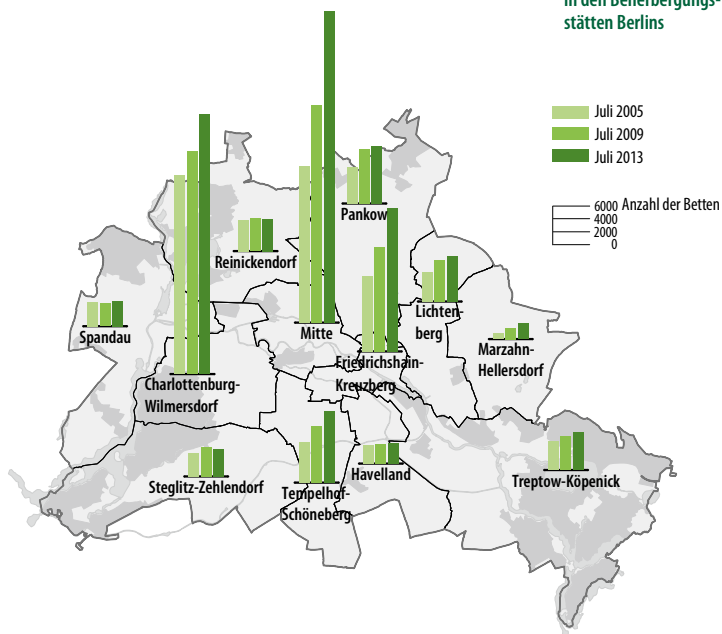 in den Beherbergungs-
stätten Berlins
Juli 2005
Juli 2009
Juli 2013
6000 Anzahl der Betten
4000
2000
0
Pankow
Reinickendorf
Lichten-
berg
Mitte
Spandau
Marzahn-
Hellersdorf
Friedrichshain-
Kreuzberg
Charlottenburg-
Wilmersdorf
Steglitz-Zehlendorf
Tempelhof-
Schöneberg
Havelland
Treptow-Köpenick